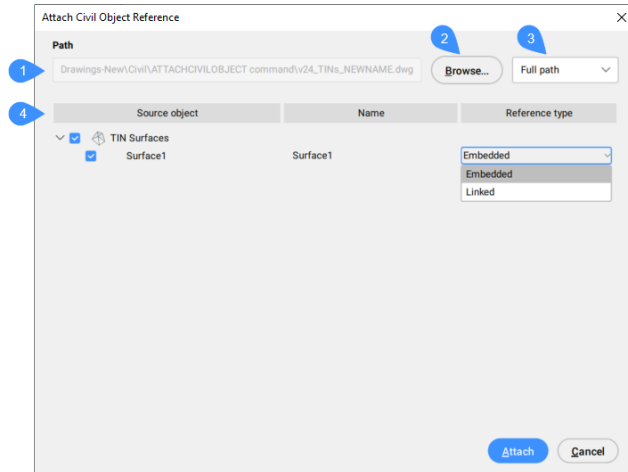 Attach Civil Object Reference
Path
2
3
1
Drawings-New\Civil\ATTACHCIVILOBJECT command\v24_TINs_NEWNAME.dwg
Browse...
Full path
4
Source object
Name
Reference type
TIN Surfaces
Surface1
Surface1
Embedded
Embedded
Linked
Attach
Cancel